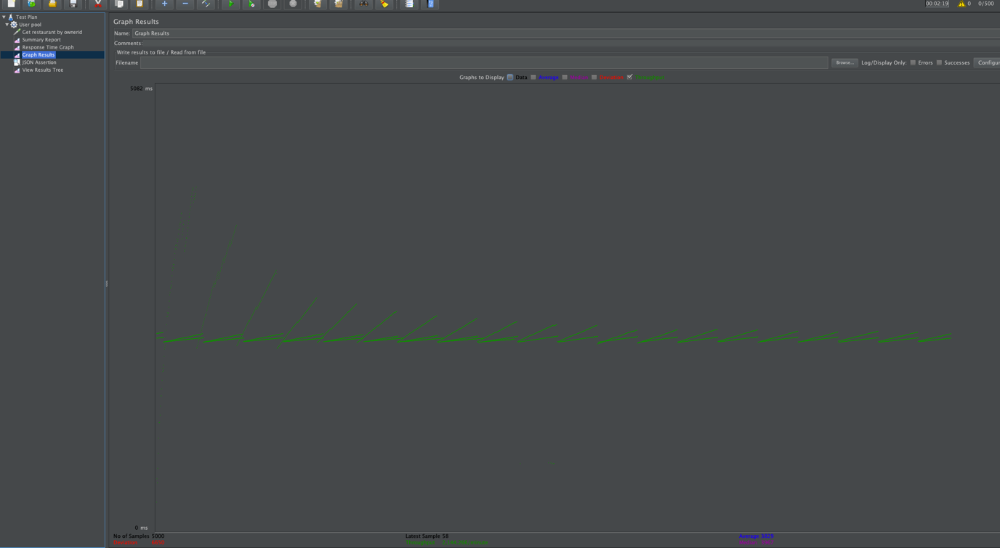 00:02:19 0 0/500
Test Plan
User pool
Get restaurant by ownerid
Summary Report
Response Time Graph
Graph Results
JSON Assertion
View Results Tree
Graph Results
Name: Graph Results
Comments:
Write results to file / Read from file
Filename Browse... Log/Display Only: Errors Successes Configur
Graphs to Display Data Average Median Deviation Throughput
5082 ms
0 ms
No of Samples 5000 Latest Sample 58 Average 3829
Deviation Throughput Median